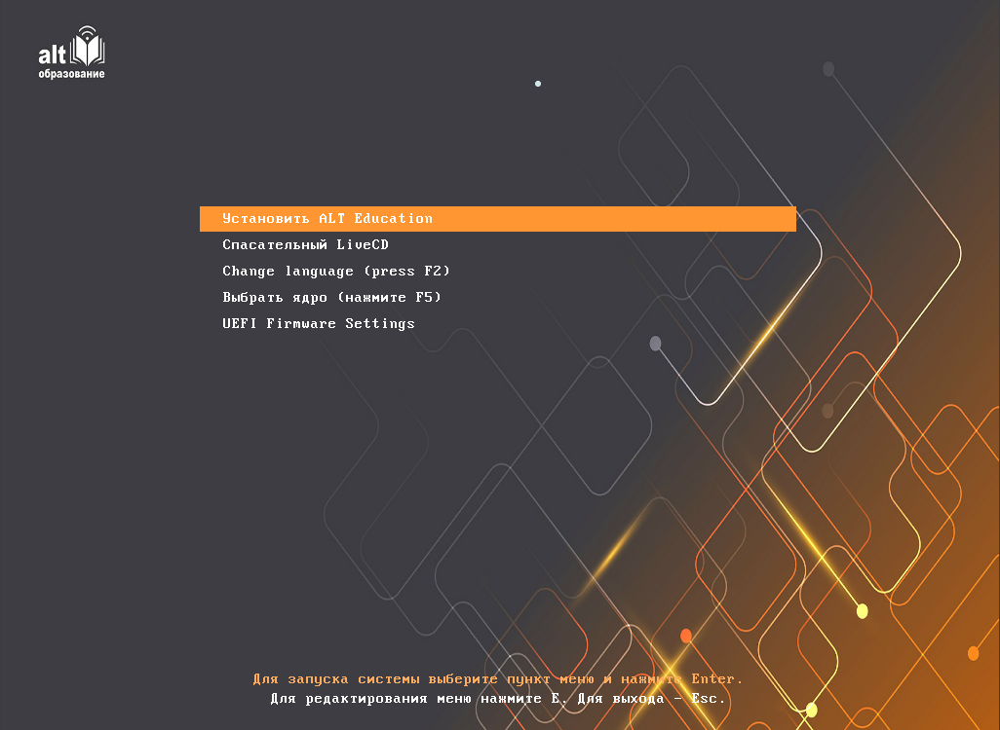 alt
образование
Установить ALT Education
Спасательный LiveCD
Change language (press F2)
Выбрать ядро (нажмите F5)
UEFI Firmware Settings
Для запуска системы выберите пункт меню и нажмите Enter.
Для редактирования меню нажмите E. Для выхода - Esc.